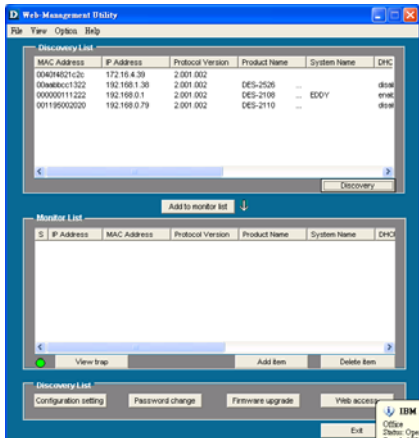 Web-Management Utility
File View Option Help
Discovery List
MAC Address IP Address Protocol Version Product Name System Name DHC
0040f4821c2c 172.16.4.39 2.001.002
00aabbcc1322 192.168.1.38 2.001.002 DES-2526 ... disal
000000111222 192.168.0.1 2.001.002 DES-2108 ... EDDY enab
001195002020 192.168.0.79 2.001.002 DES-2110 ... disal
Discovery
Add to monitor list
Monitor List
S IP Address MAC Address Protocol Version Product Name System Name DHCP
View trap Add item Delete item
Discovery List
Configuration setting Password change Firmware upgrade Web access
Exit
IBM
Office
Status: Ope